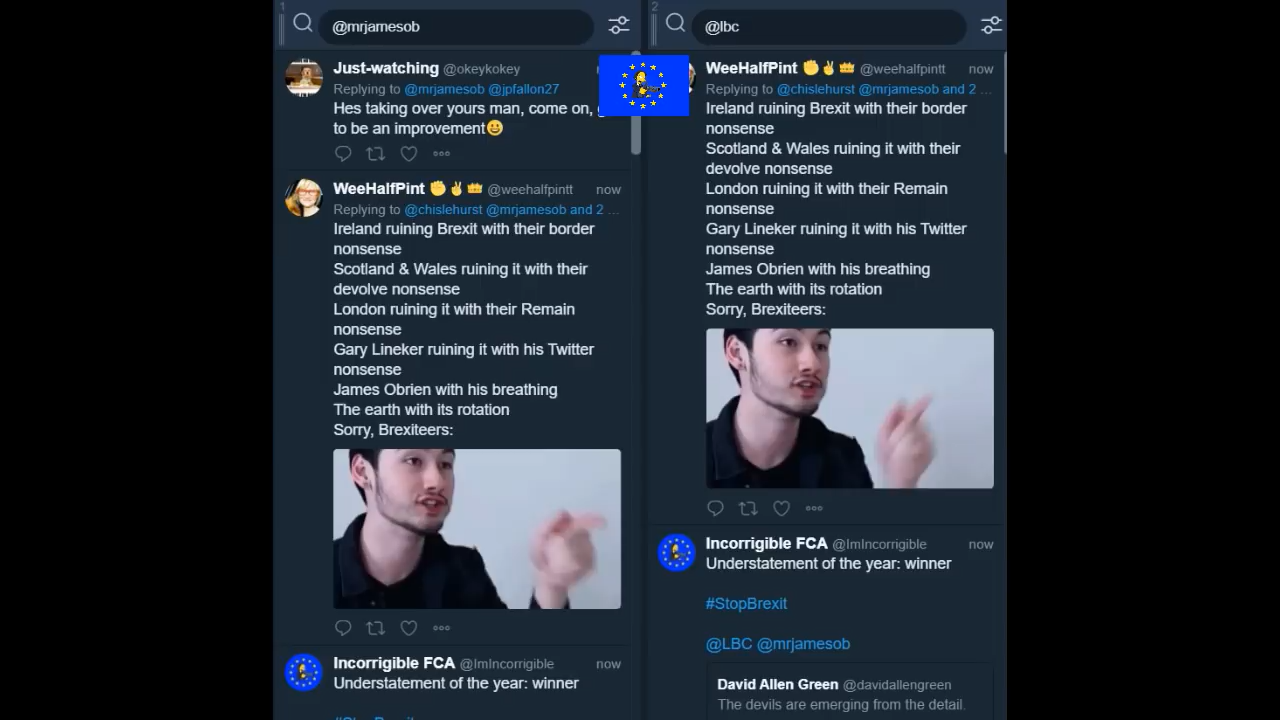 1
@mrjamesob
Just-watching @okeykokey
Replying to @mrjamesob @jpfallon27
Hes taking over yours man, come on,
to be an improvement😀
WeeHalfPint ✊✌👑 @weehalfpintt now
Replying to @chislehurst @mrjamesob and 2 ...
Ireland ruining Brexit with their border
nonsense
Scotland & Wales ruining it with their
devolve nonsense
London ruining it with their Remain
nonsense
Gary Lineker ruining it with his Twitter
nonsense
James Obrien with his breathing
The earth with its rotation
Sorry, Brexiteers:
Incorrigible FCA @ImIncorrigible now
Understatement of the year: winner
#StopBrexit
2
@lbc
WeeHalfPint ✊✌👑 @weehalfpintt now
Replying to @chislehurst @mrjamesob and 2 ...
Ireland ruining Brexit with their border
nonsense
Scotland & Wales ruining it with their
devolve nonsense
London ruining it with their Remain
nonsense
Gary Lineker ruining it with his Twitter
nonsense
James Obrien with his breathing
The earth with its rotation
Sorry, Brexiteers:
Incorrigible FCA @ImIncorrigible now
Understatement of the year: winner
#StopBrexit
@LBC @mrjamesob
David Allen Green @davidallengreen
The devils are emerging from the detail.